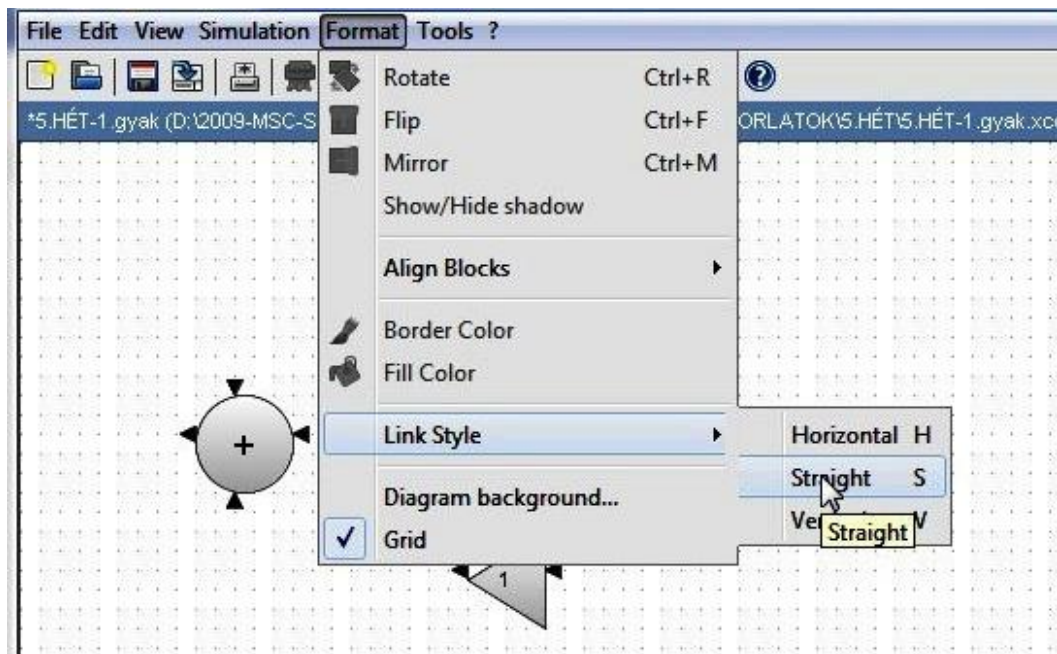 File Edit View Simulation Format Tools ?
*5.HÉT-1.gyak (D:\2009-MSC-S
ORLATOK\5.HÉT\5.HÉT-1.gyak.xco
Rotate Ctrl+R
Flip Ctrl+F
Mirror Ctrl+M
Show/Hide shadow
Align Blocks
Border Color
Fill Color
Link Style
Horizontal H
Straight S
V
Straight
Diagram background...
Grid
+
1